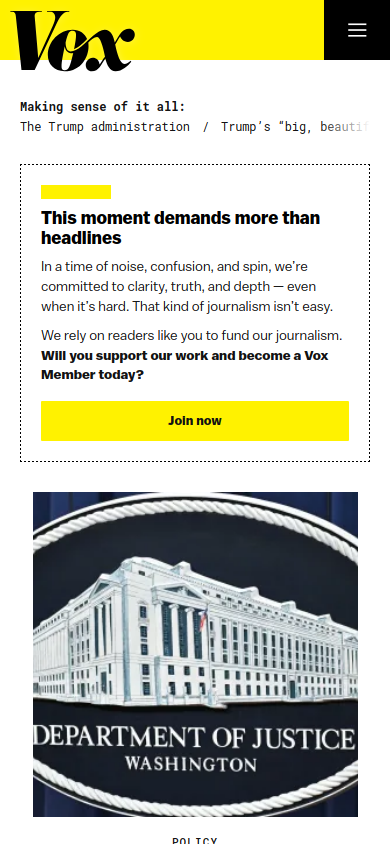 Vox
Making sense of it all:
The Trump administration / Trump's “big, beauti
This moment demands more than
headlines
In a time of noise, confusion, and spin, we’re
committed to clarity, truth, and depth — even
when it’s hard. That kind of journalism isn’t easy.
We rely on readers like you to fund our journalism.
Will you support our work and become a Vox
Member today?
Join now
DEPARTMENT OF JUSTICE
WASHINGTON
POLICY